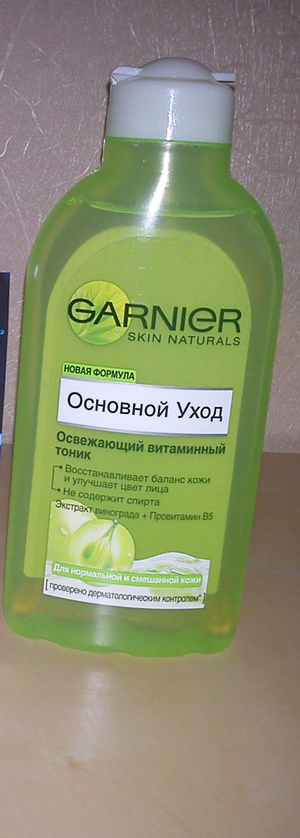 GARNIER
SKIN NATURALS
НОВАЯ ФОРМУЛА
Основной Уход
Освежающий витаминный
тоник
Восстанавливает баланс кожи
и улучшает цвет лица
Не содержит спирта
Экстракт винограда + Провитамин B5
Для нормальной и смешанной кожи
[ проверено дерматологическим контролем* ]